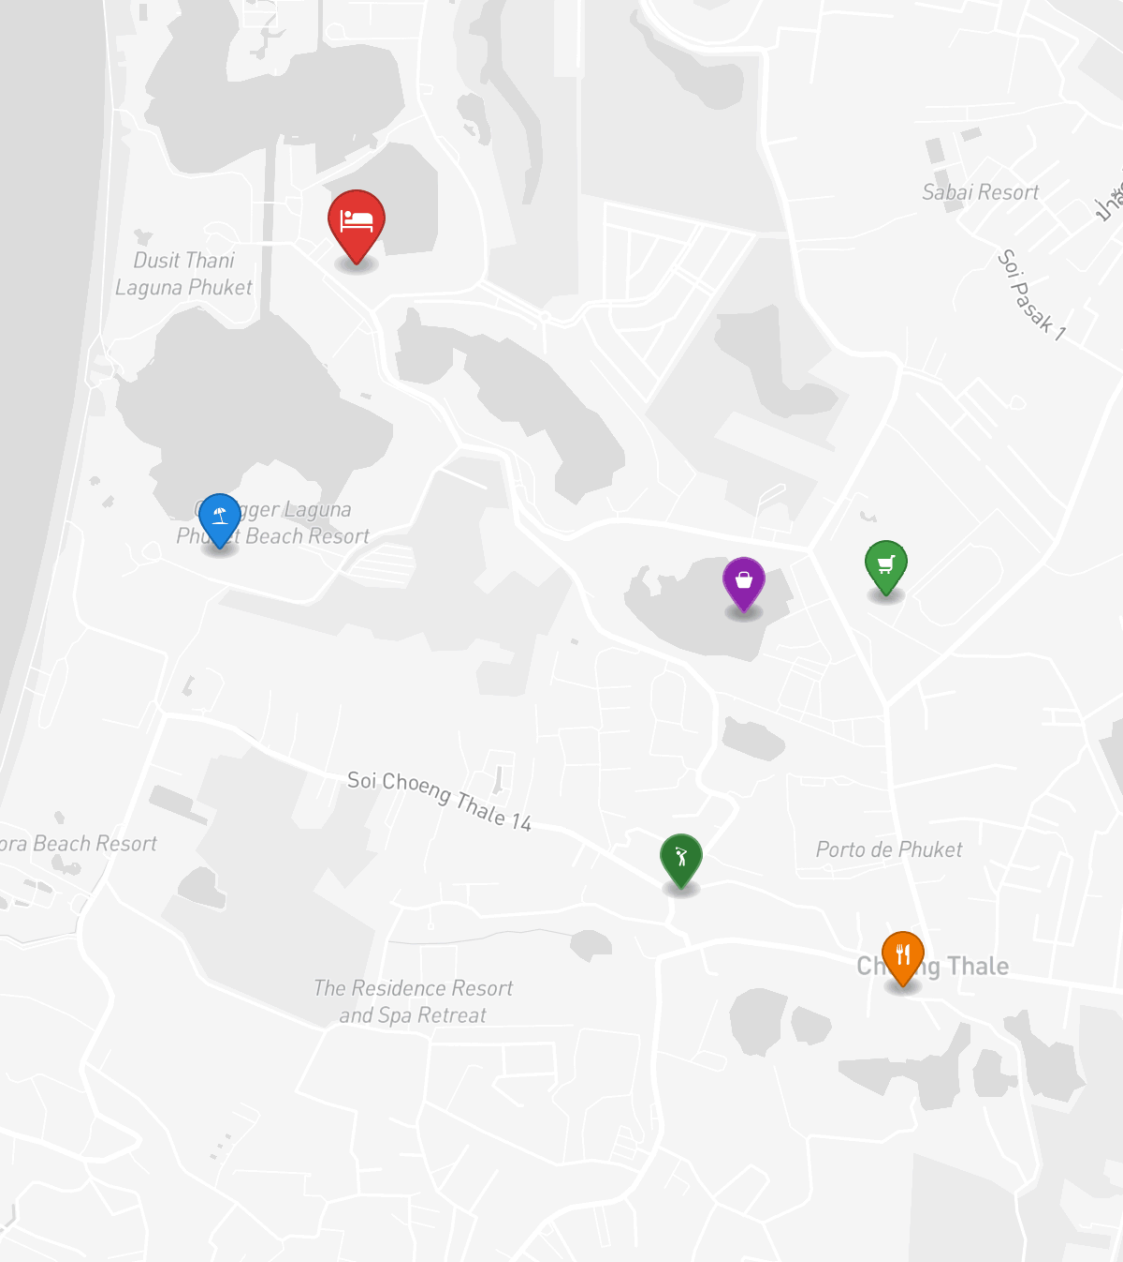 Sabai Resort
Dusit Thani
Laguna Phuket
Soi Pasak 1
Laguna
Beach Resort
Soi Choeng Thale 14
ora Beach Resort
Porto de Phuket
Thale
The Residence Resort
and Spa Retreat